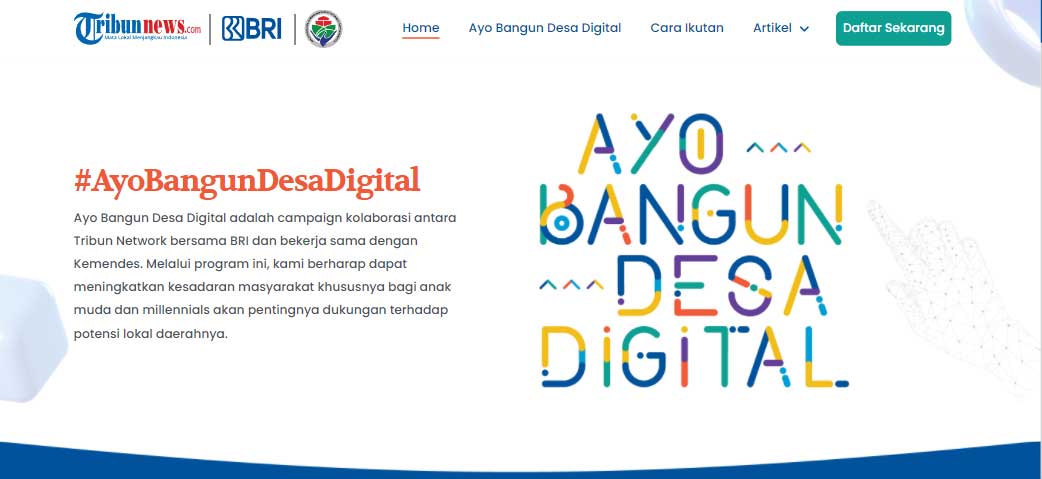 Tribunnews.com
Mata Lokal Menjangkau Indonesia
BRI
Home
Ayo Bangun Desa Digital
Cara Ikutan
Artikel
Daftar Sekarang
#AyoBangunDesaDigital
Ayo Bangun Desa Digital adalah campaign kolaborasi antara
Tribun Network bersama BRI dan bekerja sama dengan
Kemendes. Melalui program ini, kami berharap dapat
meningkatkan kesadaran masyarakat khususnya bagi anak
muda dan millennials akan pentingnya dukungan terhadap
potensi lokal daerahnya.
AYO
BANGUN
DESA
DIGITAL